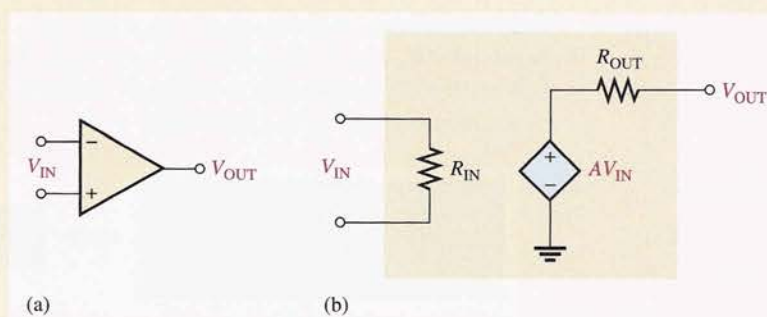 V_IN
−
+
V_OUT
(a)
V_IN
R_IN
R_OUT
+
−
AV_IN
V_OUT
(b)